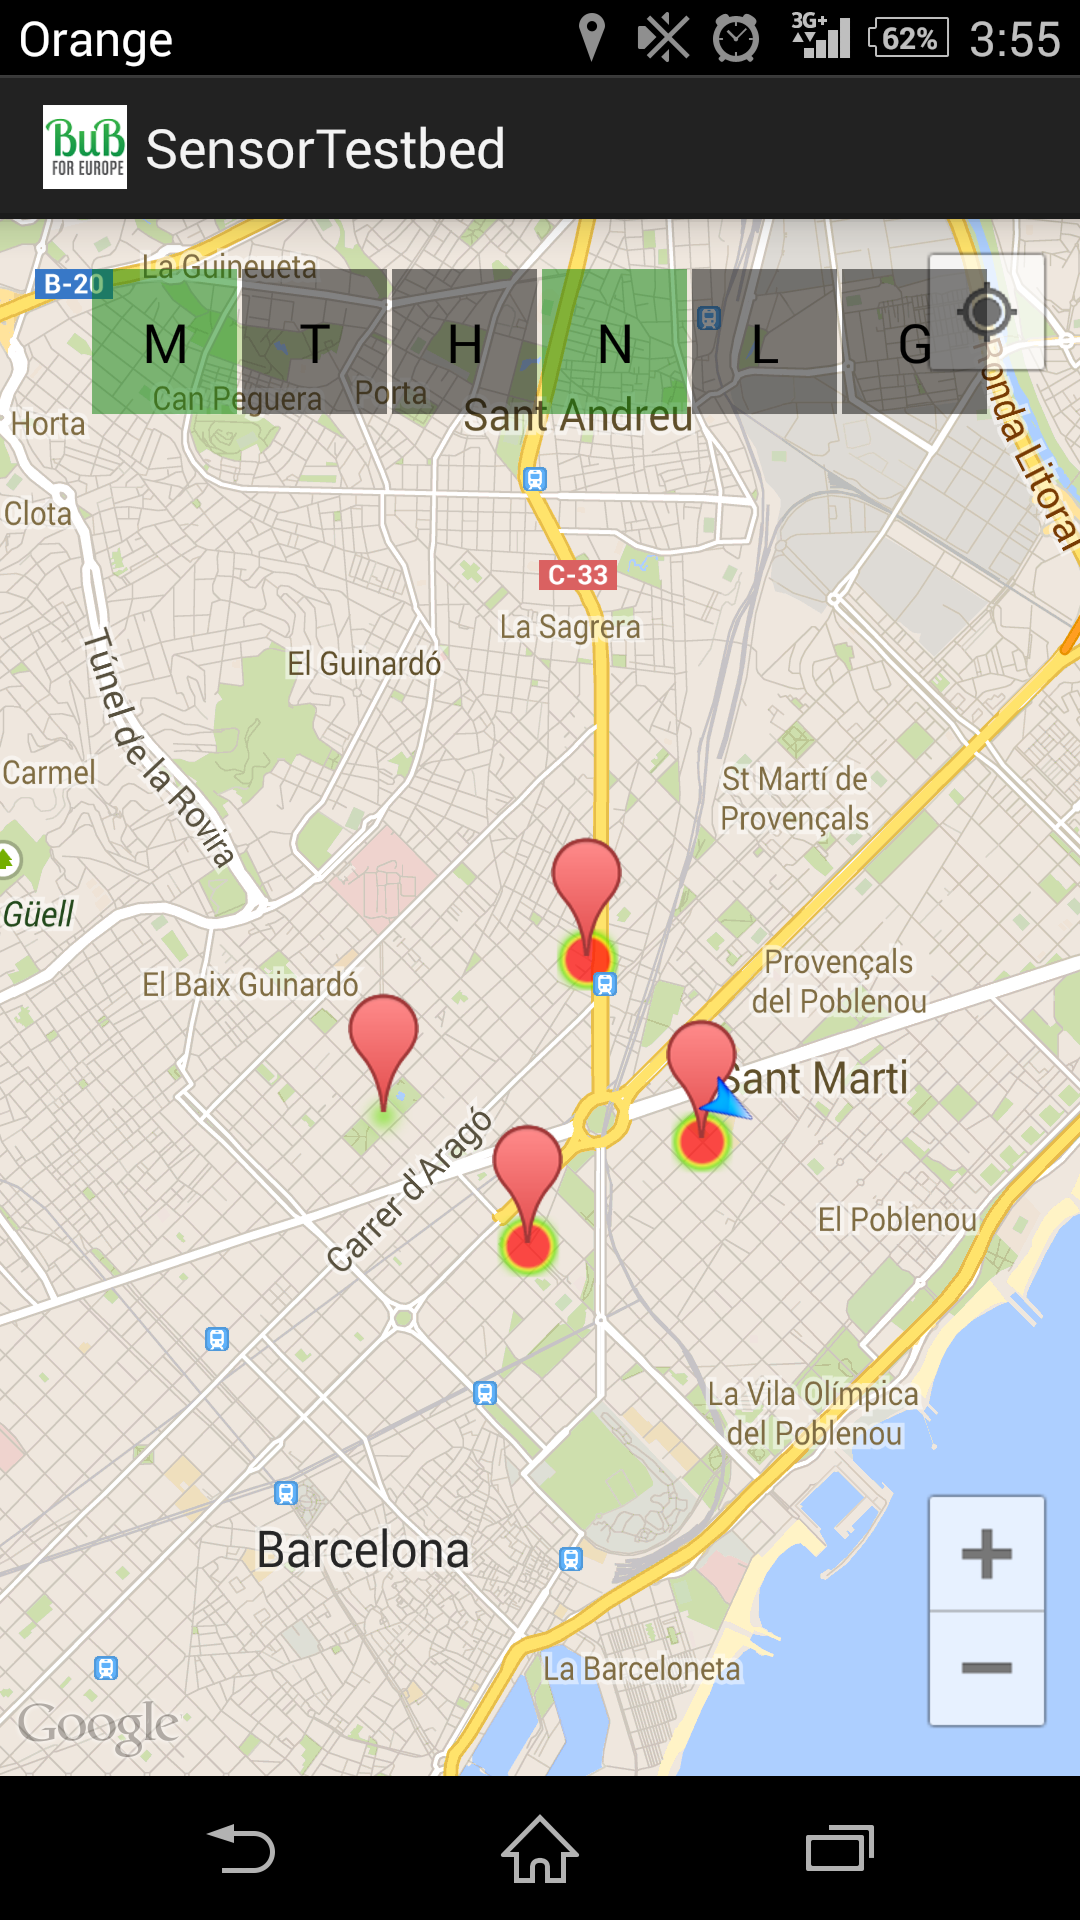 Orange
3G+
62%
3:55
BuB
FOR EUROPE
SensorTestbed
La Guineueta
B-20
M T H N L G
Can Peguera
Porta
Horta
Sant Andreu
Ronda Litoral
Clota
C-33
La Sagrera
El Guinardó
Túnel de la Rovira
Carmel
St Martí de
Provençals
Güell
El Baix Guinardó
Provençals
del Poblenou
Sant Marti
Carrer d'Aragó
El Poblenou
La Vila Olímpica
del Poblenou
Barcelona
La Barceloneta
Google